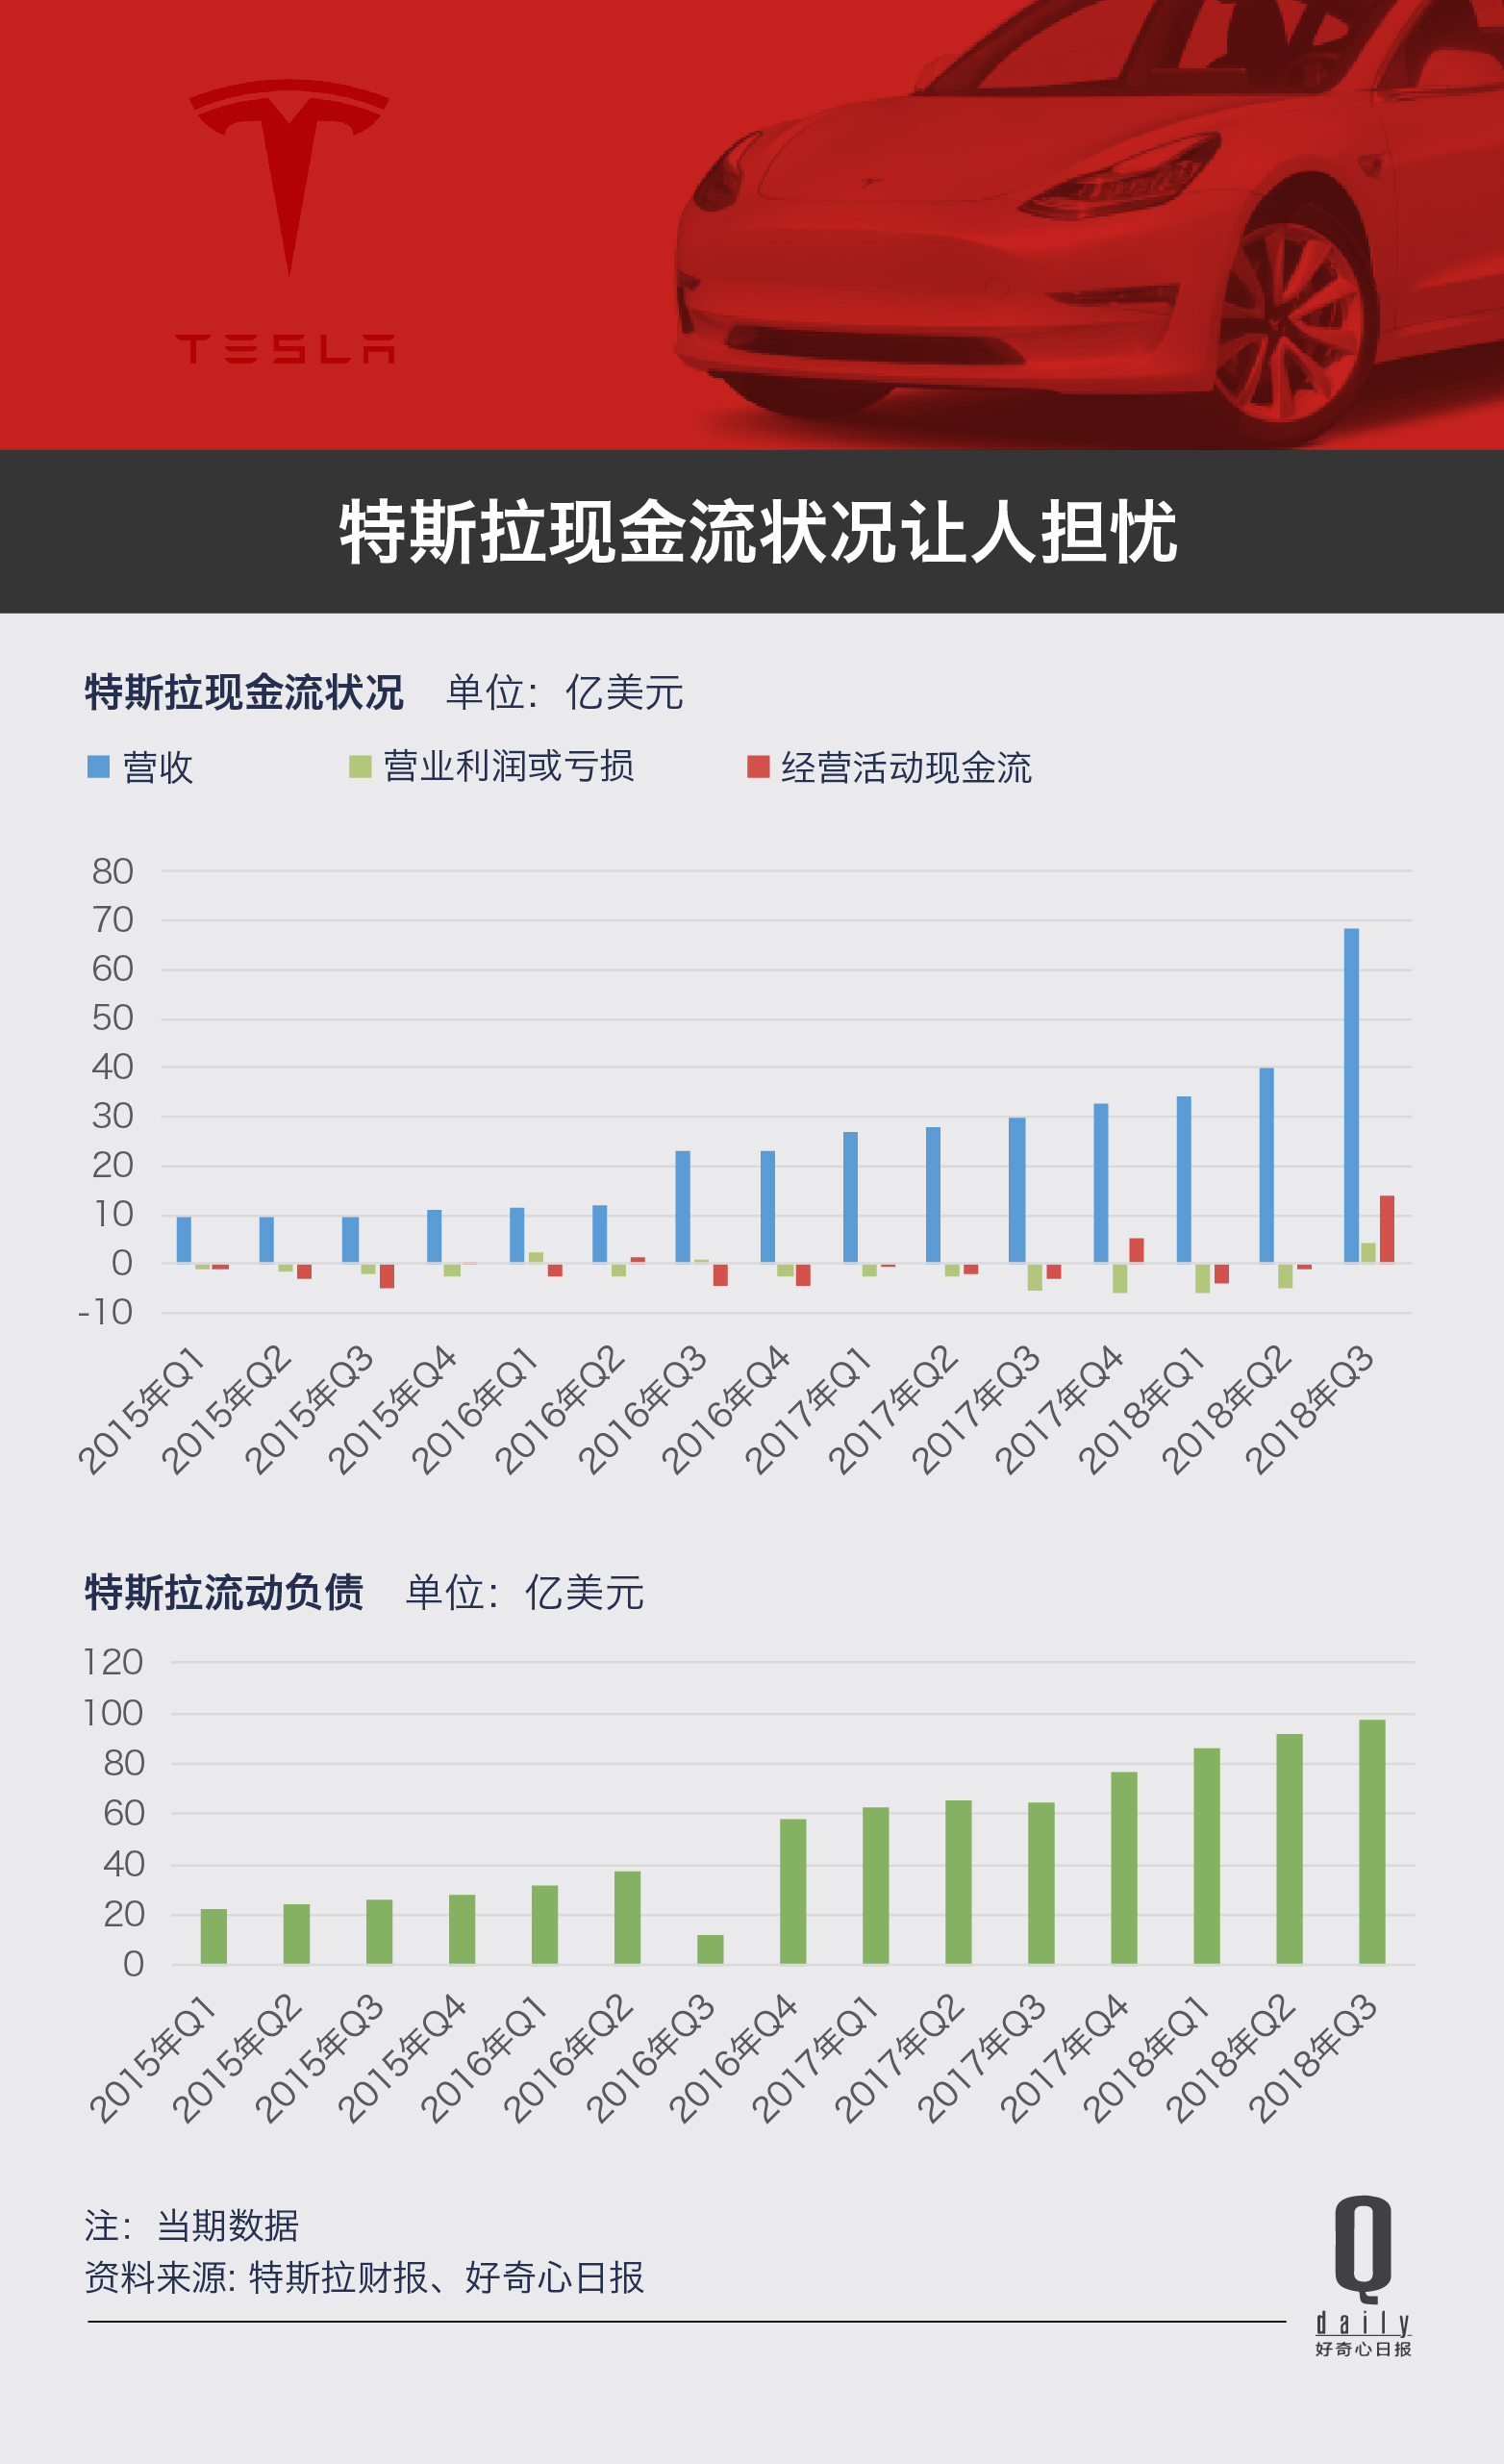 TESLA
特斯拉现金流状况让人担忧
特斯拉现金流状况 单位：亿美元
营收 营业利润或亏损 经营活动现金流
80
70
60
50
40
30
20
10
0
-10
2015年Q1 2015年Q2 2015年Q3 2015年Q4 2016年Q1 2016年Q2 2016年Q3 2016年Q4 2017年Q1 2017年Q2 2017年Q3 2017年Q4 2018年Q1 2018年Q2 2018年Q3
特斯拉流动负债 单位：亿美元
120
100
80
60
40
20
0
2015年Q1 2015年Q2 2015年Q3 2015年Q4 2016年Q1 2016年Q2 2016年Q3 2016年Q4 2017年Q1 2017年Q2 2017年Q3 2017年Q4 2018年Q1 2018年Q2 2018年Q3
注：当期数据
资料来源: 特斯拉财报、好奇心日报
Q
daily
好奇心日报